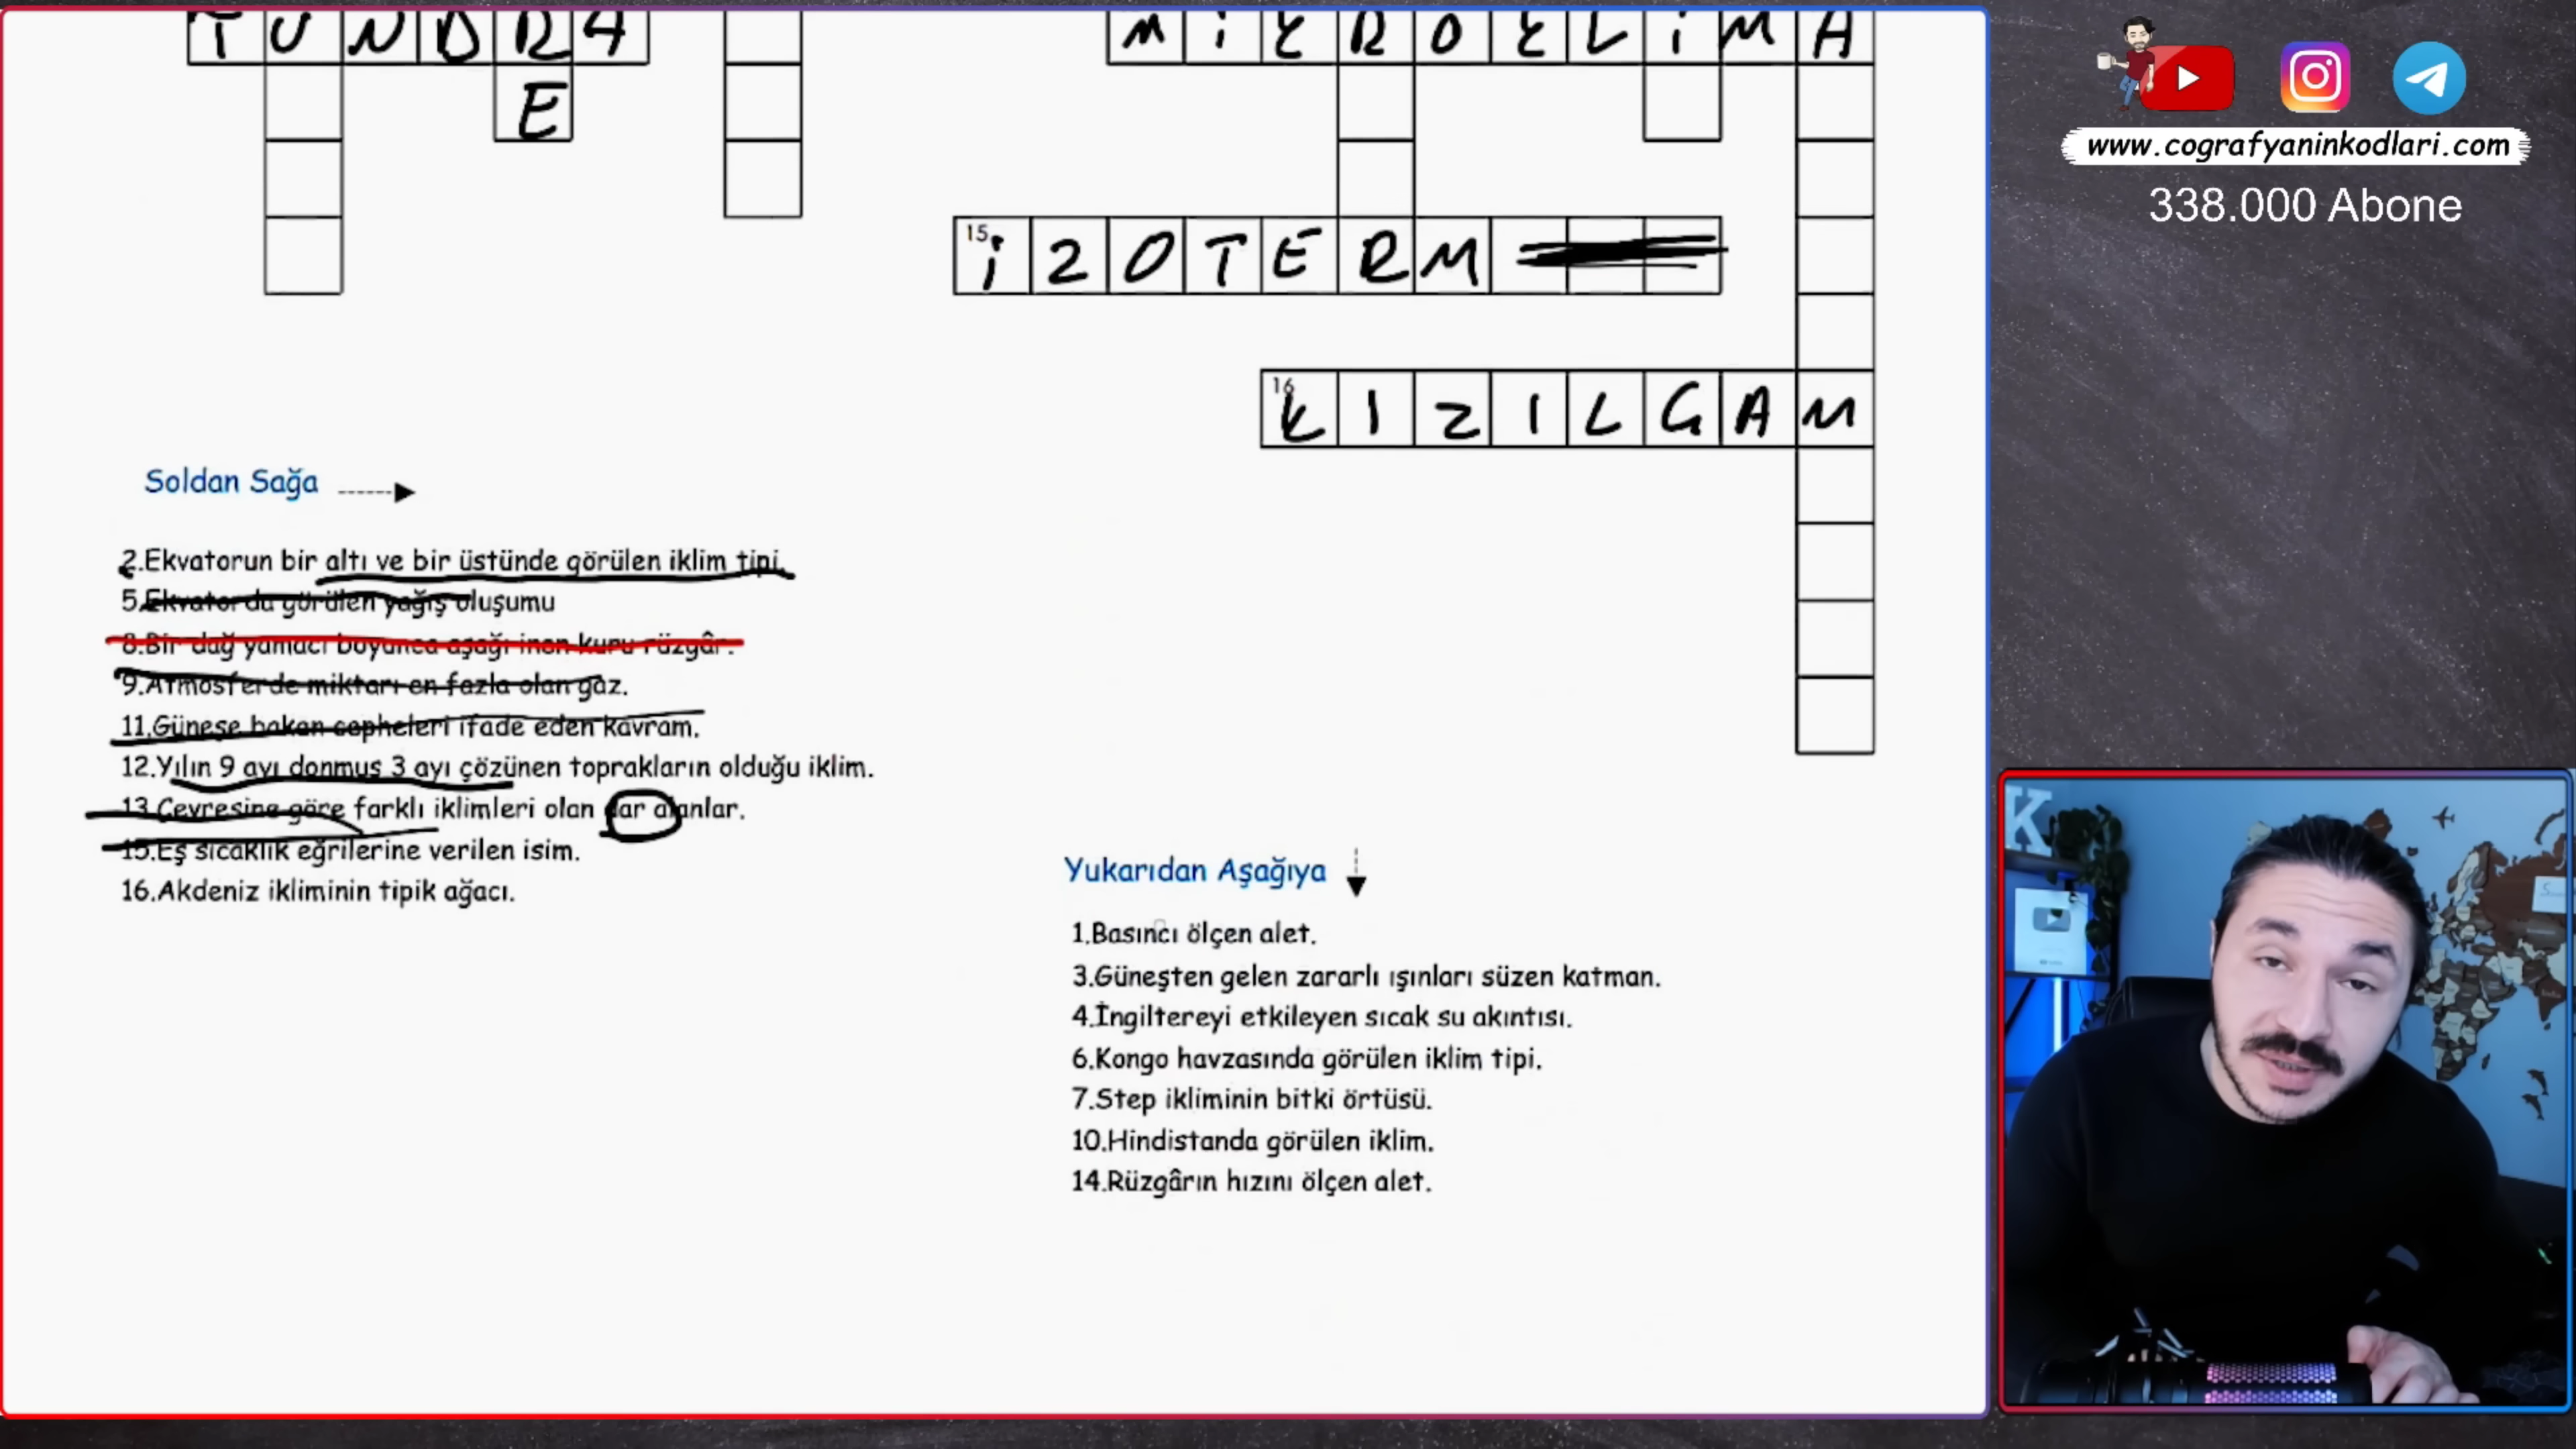 TUNDRA
E
MİKROKLİMA
15
İZOTERM
16
KIZILÇAM
Soldan Sağa
2.Ekvatorun bir altı ve bir üstünde görülen iklim tipi.
5.Ekvator'da görülen yağış oluşumu
8.Bir dağ yamacı boyunca aşağı inen kuru rüzgâr.
9.Atmosferde miktarı en fazla olan gaz.
11.Güneşe bakan cepheleri ifade eden kavram.
12.Yılın 9 ayı donmuş 3 ayı çözünen toprakların olduğu iklim.
13.Çevresine göre farklı iklimleri olan dar alanlar.
15.Eş sıcaklık eğrilerine verilen isim.
16.Akdeniz ikliminin tipik ağacı.
Yukarıdan Aşağıya
1.Basıncı ölçen alet.
3.Güneşten gelen zararlı ışınları süzen katman.
4.İngiltereyi etkileyen sıcak su akıntısı.
6.Kongo havzasında görülen iklim tipi.
7.Step ikliminin bitki örtüsü.
10.Hindistanda görülen iklim.
14.Rüzgârın hızını ölçen alet.
www.cografyaninkodlari.com
338.000 Abone
K